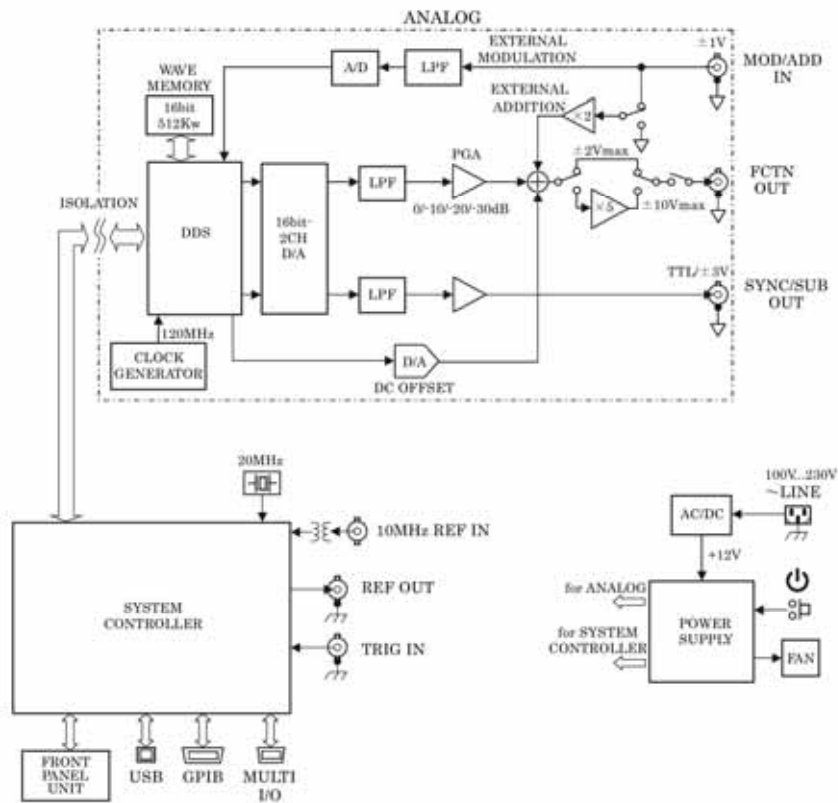 ANALOG
±1V
EXTERNAL
MODULATION
MOD/ADD
IN
A/D
LPF
WAVE
MEMORY
16bit
512Kw
EXTERNAL
ADDITION
×2
±2Vmax
PGA
FCTN
OUT
ISOLATION
DDS
16bit-
2CH
D/A
LPF
0/-10/-20/-30dB
×5
±10Vmax
LPF
TTL/±3V
SYNC/SUB
OUT
120MHz
CLOCK
GENERATOR
D/A
DC OFFSET
20MHz
10MHz REF IN
REF OUT
SYSTEM
CONTROLLER
TRIG IN
FRONT
PANEL
UNIT
USB
GPIB
MULTI
I/O
100V...230V
~LINE
AC/DC
+12V
for ANALOG
POWER
SUPPLY
for SYSTEM
CONTROLLER
FAN